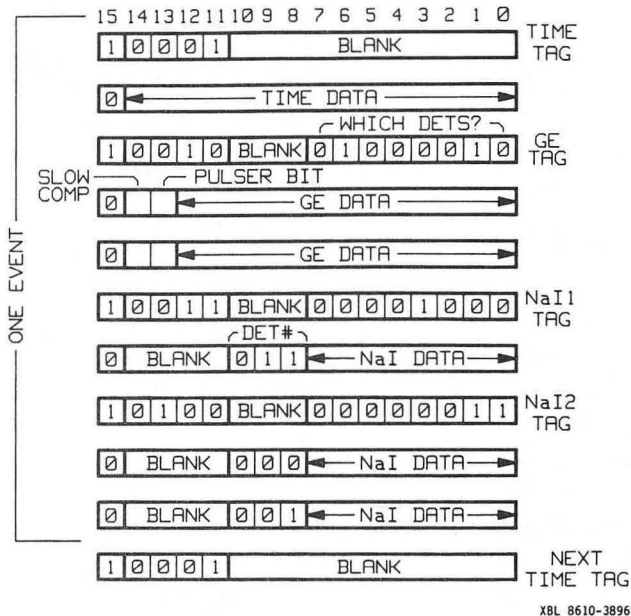 15 14 13 12 11 10 9 8 7 6 5 4 3 2 1 0
1 0 0 0 1 BLANK TIME TAG
0 TIME DATA
WHICH DETS?
1 0 0 1 0 BLANK 0 1 0 0 0 0 1 0 GE TAG
SLOW COMP PULSER BIT
0 GE DATA
0 GE DATA
ONE EVENT
1 0 0 1 1 BLANK 0 0 0 0 1 0 0 0 NaI1 TAG
DET#
0 BLANK 0 1 1 NaI DATA
1 0 1 0 0 BLANK 0 0 0 0 0 0 1 1 NaI2 TAG
0 BLANK 0 0 0 NaI DATA
0 BLANK 0 0 1 NaI DATA
1 0 0 0 1 BLANK NEXT TIME TAG
XBL 8610-3896